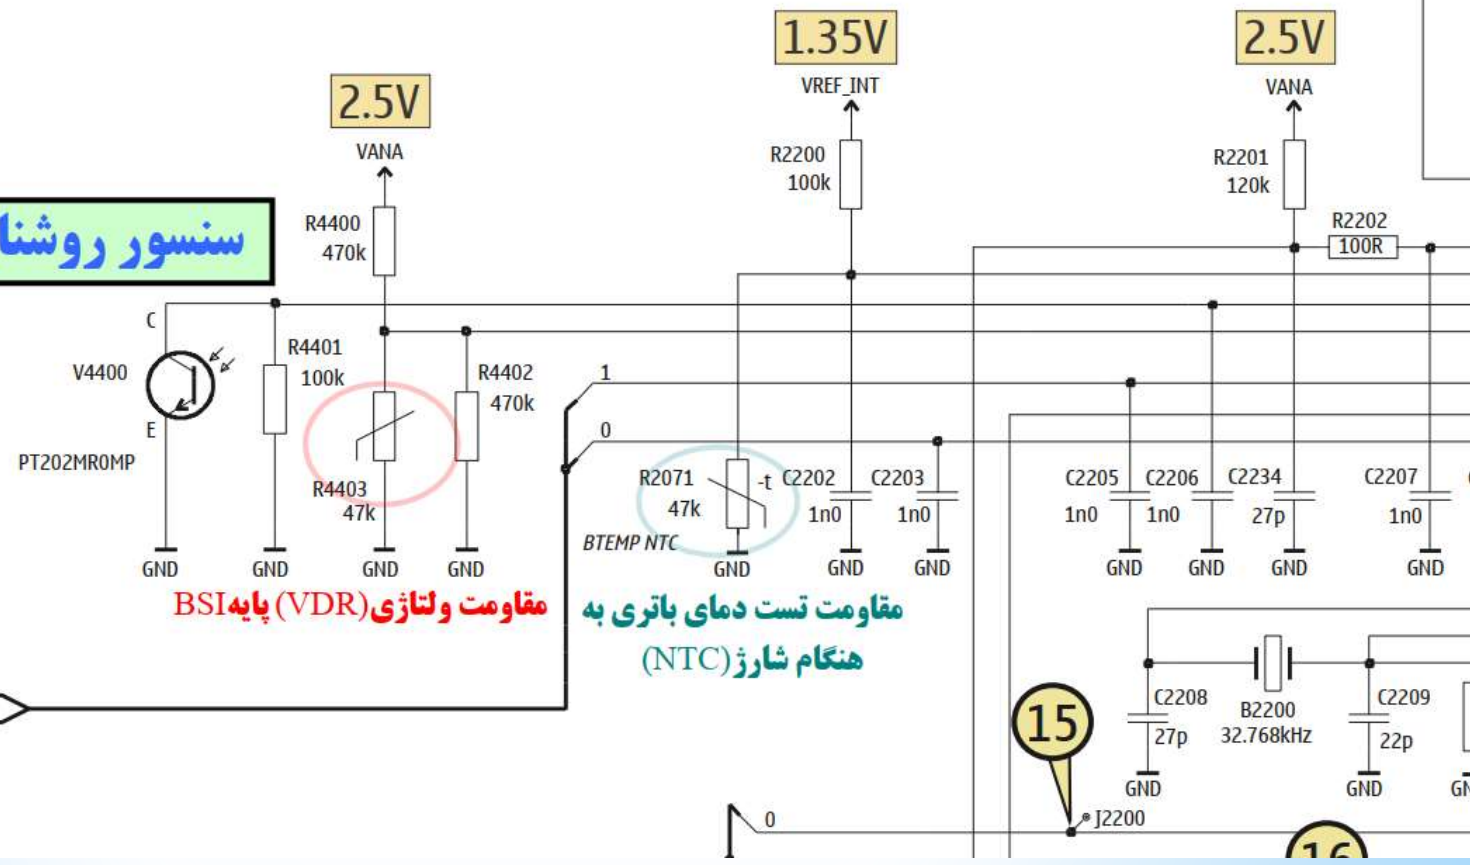 1.35V
2.5V
VREF_INT
VANA
2.5V
VANA
R2200
100k
R2201
120k
R2202
100R
سنسور روشنا
R4400
470k
C
V4400
E
PT202MR0MP
R4401
100k
R4402
470k
R4403
47k
1
0
R2071
47k
-t
BTEMP NTC
C2202
1n0
C2203
1n0
C2205
1n0
C2206
1n0
C2234
27p
C2207
1n0
GND
GND
GND
GND
GND
GND
GND
GND
GND
GND
GND
مقاومت ولتاژی(VDR) پایهBSI
مقاومت تست دمای باتری به
هنگام شارژ(NTC)
15
C2208
27p
B2200
32.768kHz
C2209
22p
GND
GND
0
J2200
16